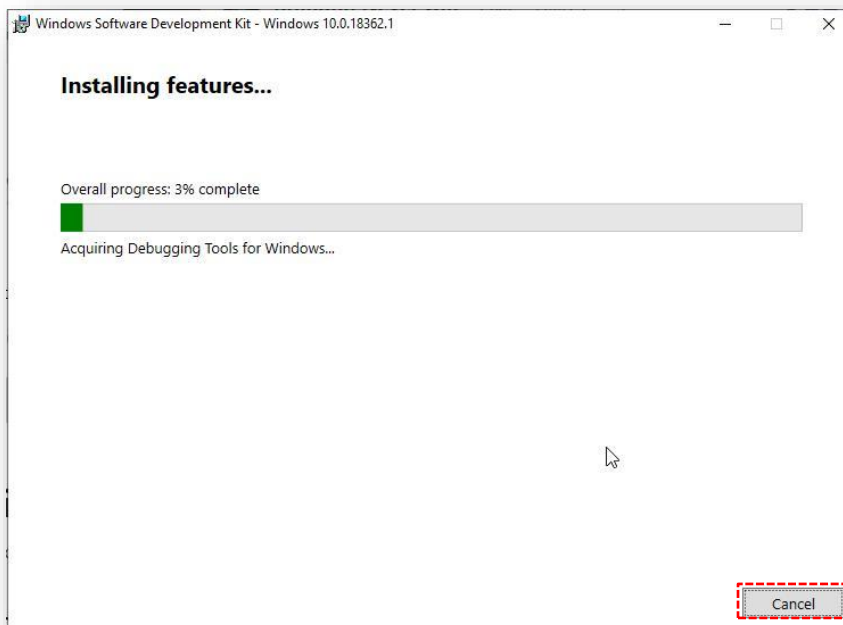 Windows Software Development Kit - Windows 10.0.18362.1
Installing features...
Overall progress: 3% complete
Acquiring Debugging Tools for Windows...
Cancel